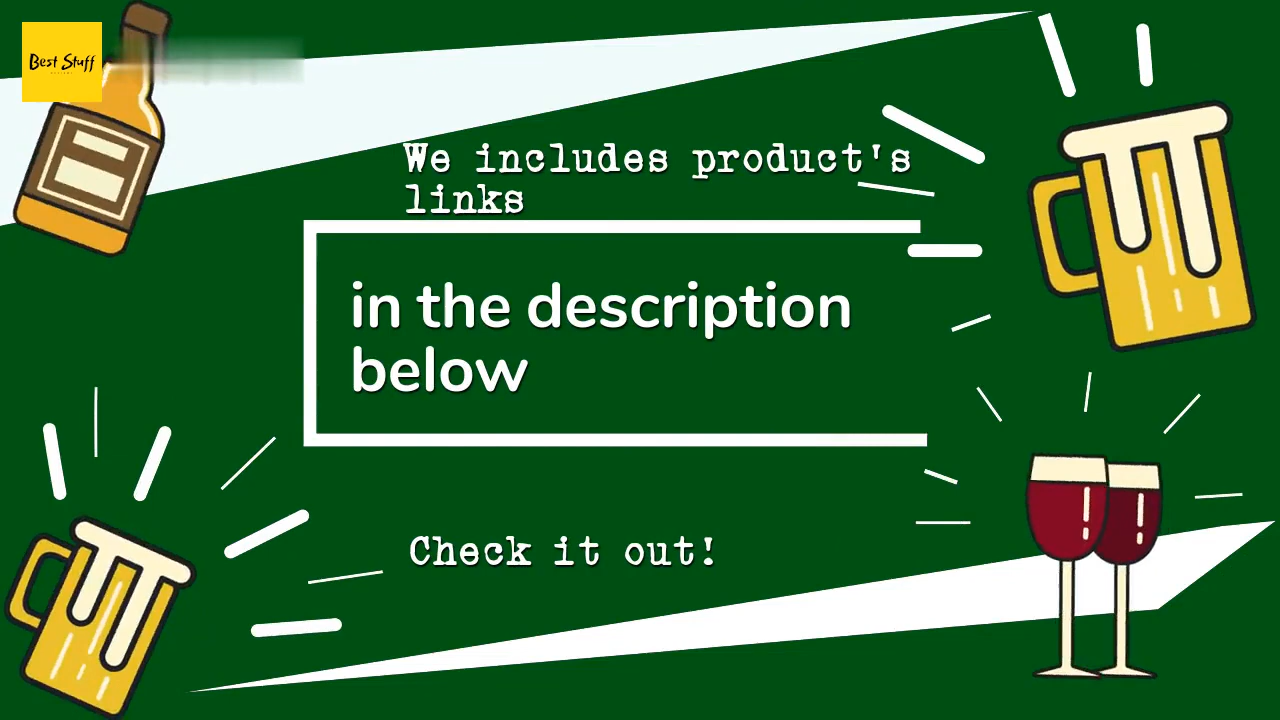 Best Stuff
We includes product's
links
in the description
below
Check it out!